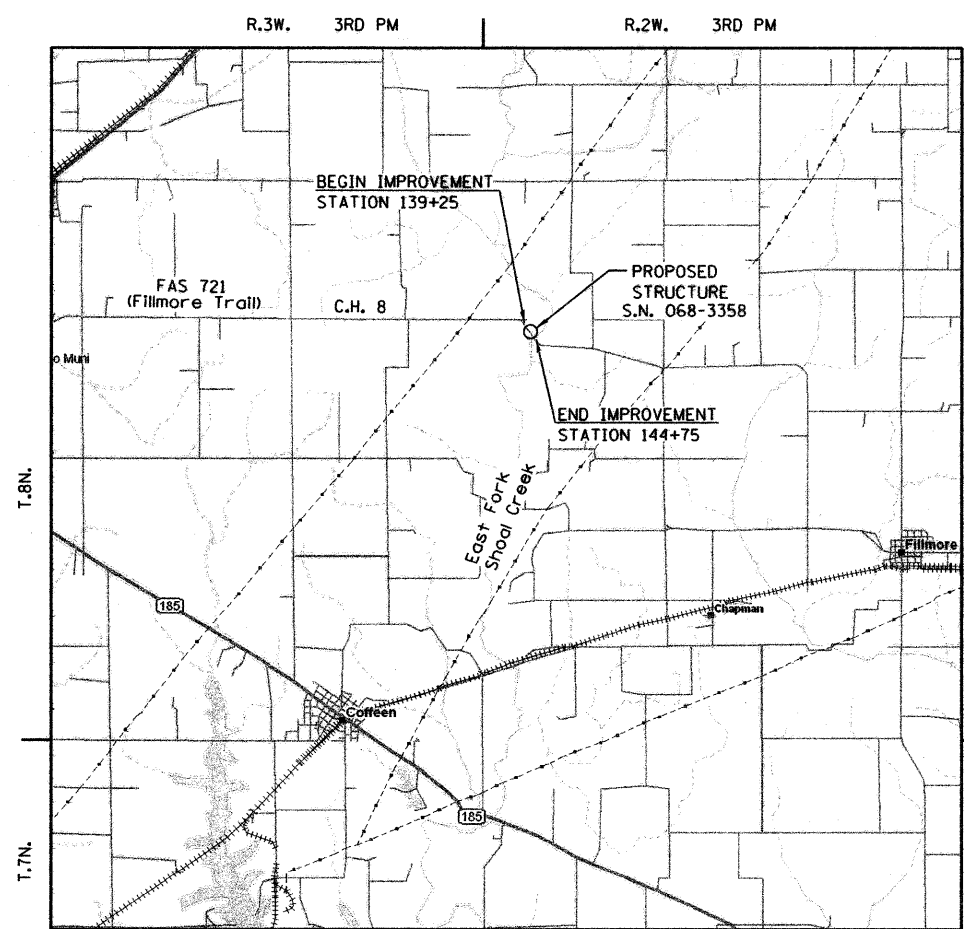 R.3W. 3RD PM
R.2W. 3RD PM
BEGIN IMPROVEMENT
STATION 139+25
FAS 721
(Fillmore Trail)
C.H. 8
PROPOSED
STRUCTURE
S.N. 068-3358
o Muni
END IMPROVEMENT
STATION 144+75
T.8N.
East Fork
Shoal Creek
Fillmore
185
Chapman
Coffeen
185
T.7N.